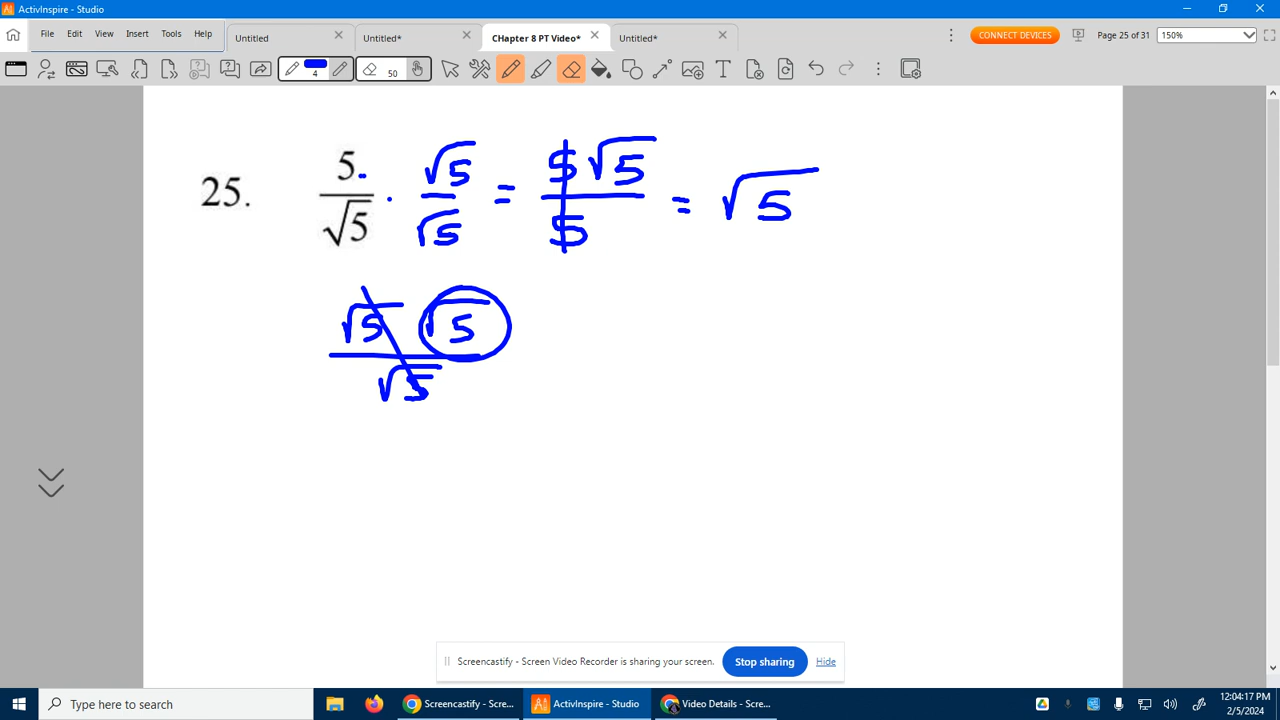 ActivInspire - Studio
File Edit View Insert Tools Help
Untitled Untitled* CHapter 8 PT Video* Untitled*
CONNECT DEVICES Page 25 of 31 150%
4 50
25. 5/√5 · √5/√5 = 5√5/5 = √5
√5 √5/√5
Screencastify - Screen Video Recorder is sharing your screen. Stop sharing Hide
Type here to search Screencastify - Scree... ActivInspire - Studio Video Details - Scre...
12:04:17 PM
2/5/2024